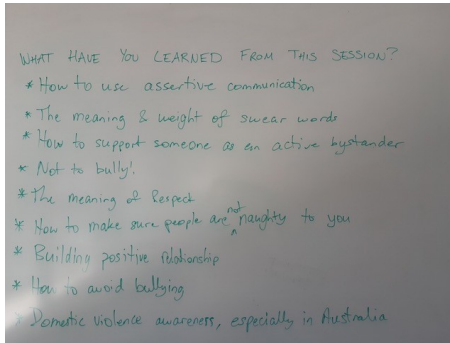 WHAT HAVE YOU LEARNED FROM THIS SESSION?
* How to use assertive communication
* The meaning & weight of swear words
* How to support someone as an active bystander
* Not to bully!
* The meaning of Respect
* How to make sure people are not naughty to you
* Building positive relationship
* How to avoid bullying
* Domestic violence awareness, especially in Australia